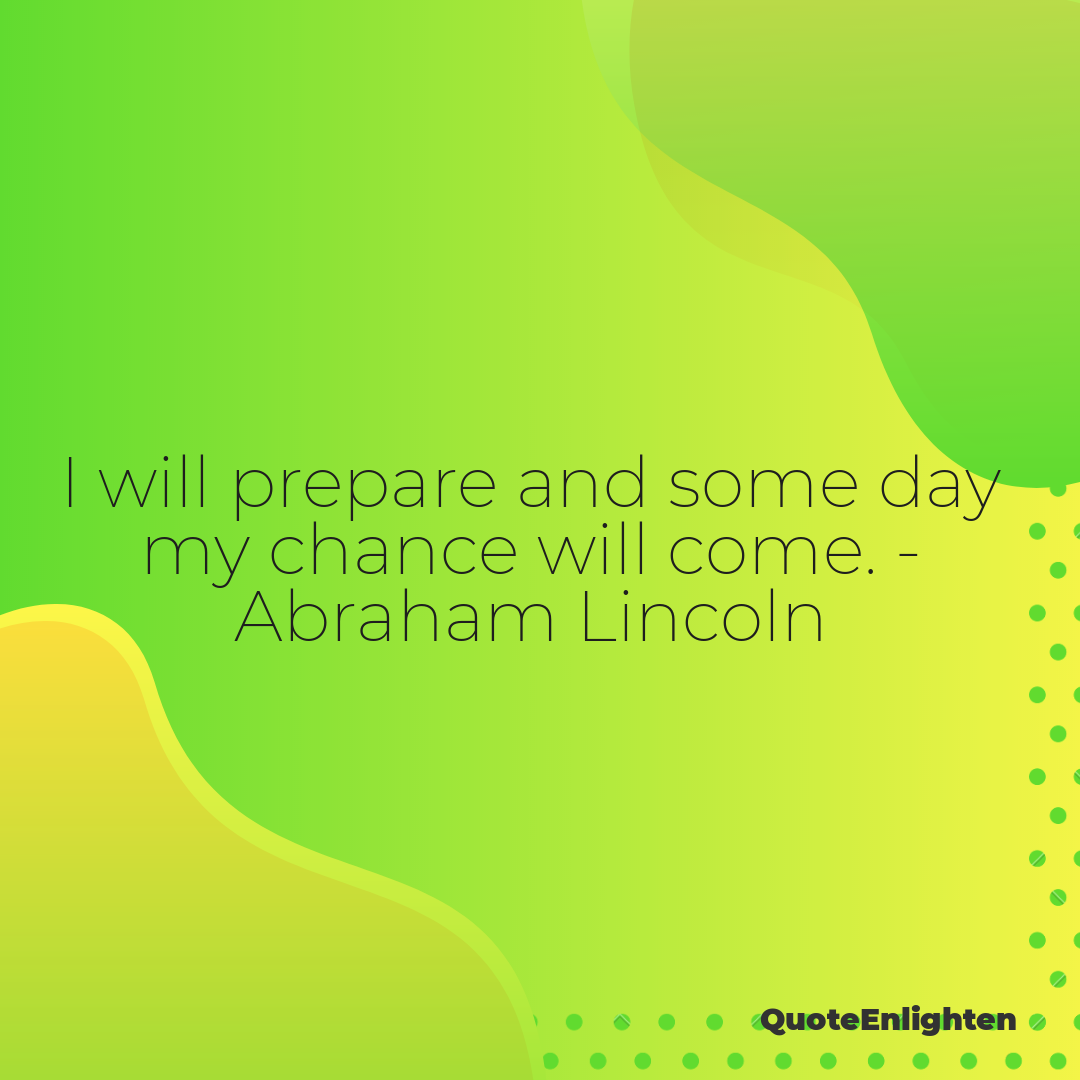 I will prepare and some day
my chance will come. -
Abraham Lincoln
QuoteEnlighten